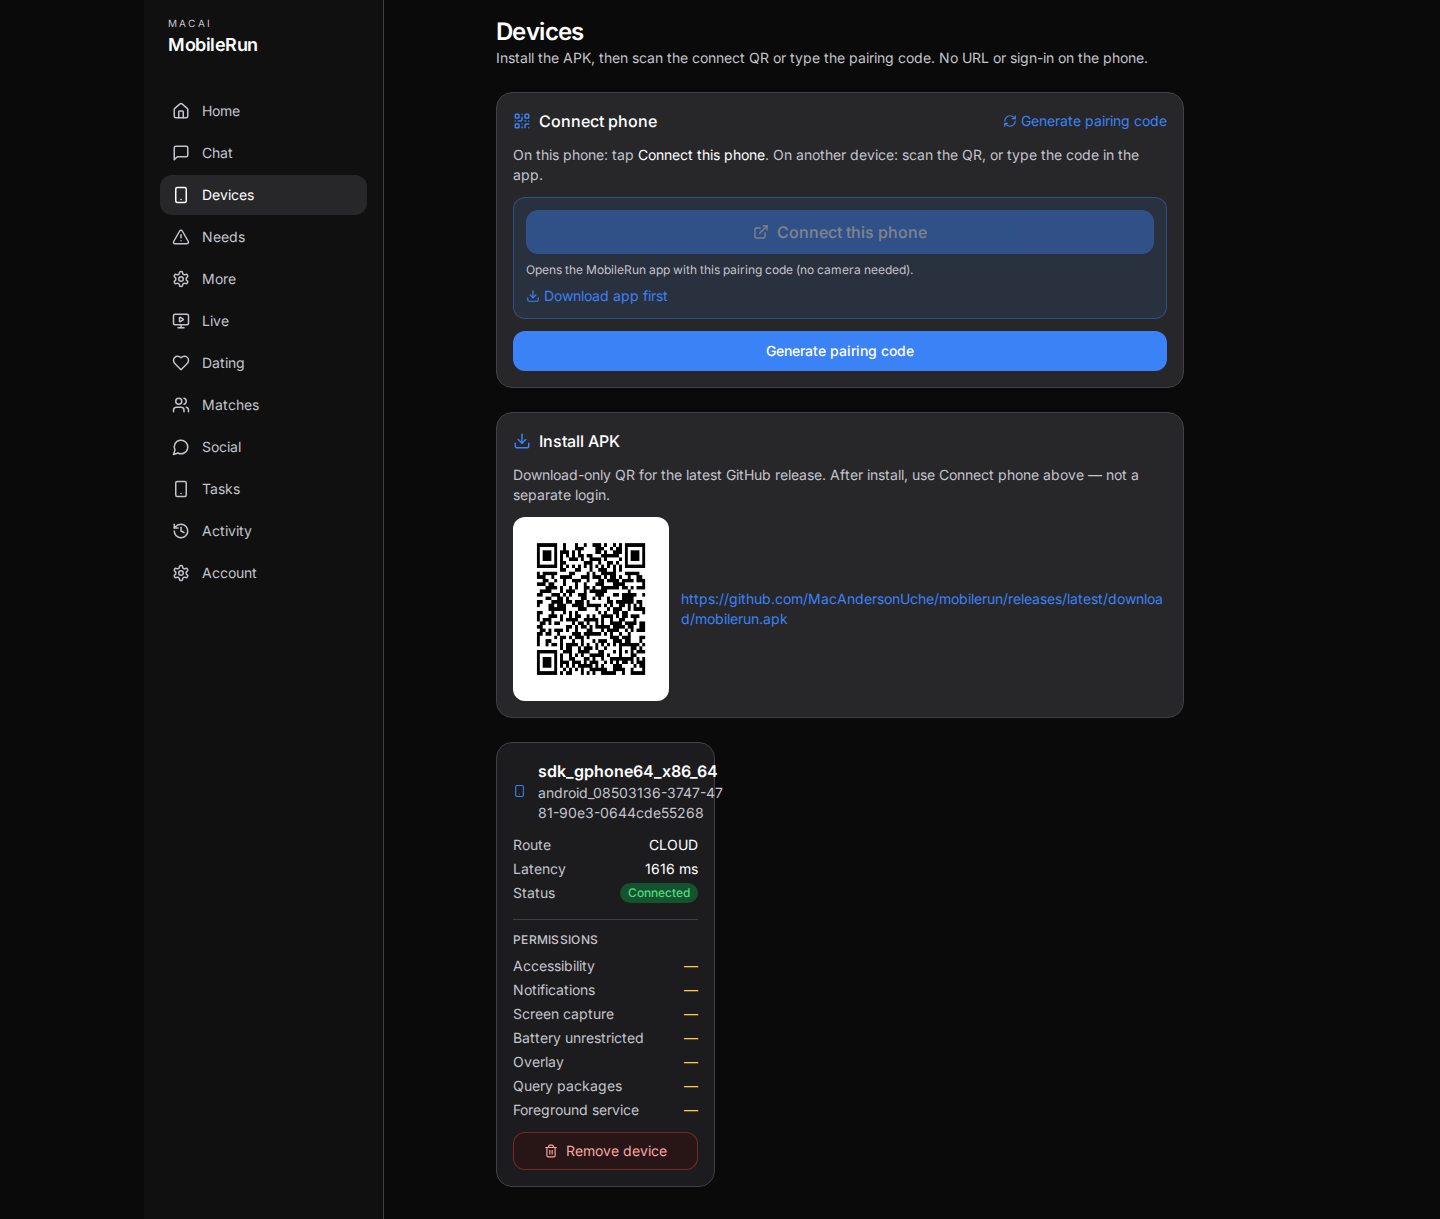 MACAI
MobileRun
Home
Chat
Devices
Needs
More
Live
Dating
Matches
Social
Tasks
Activity
Account
Devices
Install the APK, then scan the connect QR or type the pairing code. No URL or sign-in on the phone.
Connect phone
Generate pairing code
On this phone: tap Connect this phone. On another device: scan the QR, or type the code in the
app.
Connect this phone
Opens the MobileRun app with this pairing code (no camera needed).
Download app first
Generate pairing code
Install APK
Download-only QR for the latest GitHub release. After install, use Connect phone above — not a
separate login.
https://github.com/MacAndersonUche/mobilerun/releases/latest/downloa
d/mobilerun.apk
sdk_gphone64_x86_64
android_08503136-3747-47
81-90e3-0644cde55268
Route CLOUD
Latency 1616 ms
Status Connected
PERMISSIONS
Accessibility —
Notifications —
Screen capture —
Battery unrestricted —
Overlay —
Query packages —
Foreground service —
Remove device